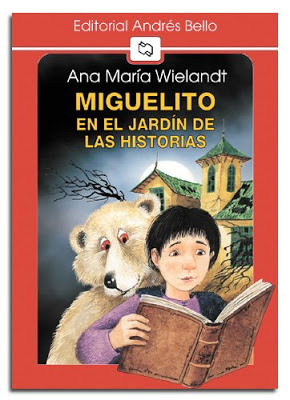 Editorial Andrés Bello
Ana María Wielandt
MIGUELITO
EN EL JARDÍN DE
LAS HISTORIAS